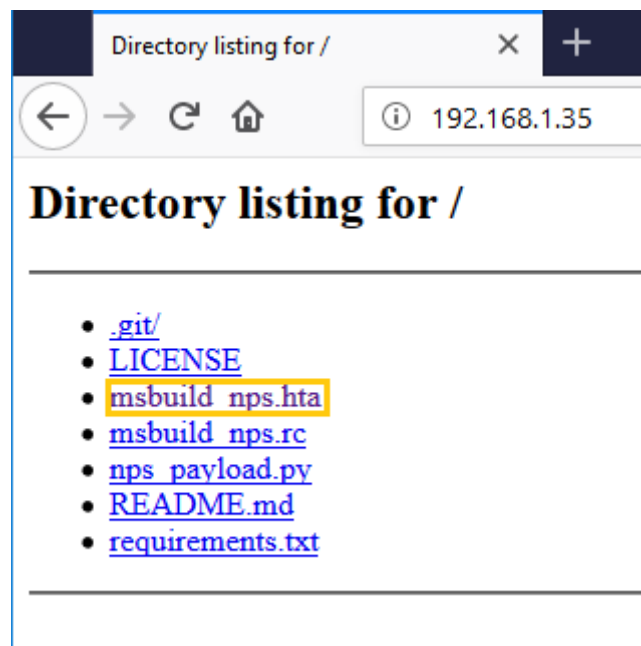 Directory listing for /
192.168.1.35
Directory listing for /
.git/
LICENSE
msbuild_nps.hta
msbuild_nps.rc
nps_payload.py
README.md
requirements.txt